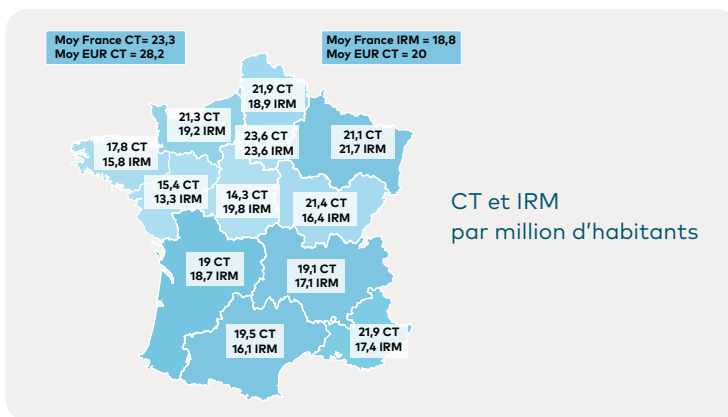 Moy France CT= 23,3
Moy EUR CT = 28,2
Moy France IRM = 18,8
Moy EUR CT = 20
21,9 CT
18,9 IRM
21,3 CT
19,2 IRM
23,6 CT
23,6 IRM
21,1 CT
21,7 IRM
17,8 CT
15,8 IRM
15,4 CT
13,3 IRM
14,3 CT
19,8 IRM
21,4 CT
16,4 IRM
CT et IRM
par million d’habitants
19 CT
18,7 IRM
19,1 CT
17,1 IRM
19,5 CT
16,1 IRM
21,9 CT
17,4 IRM